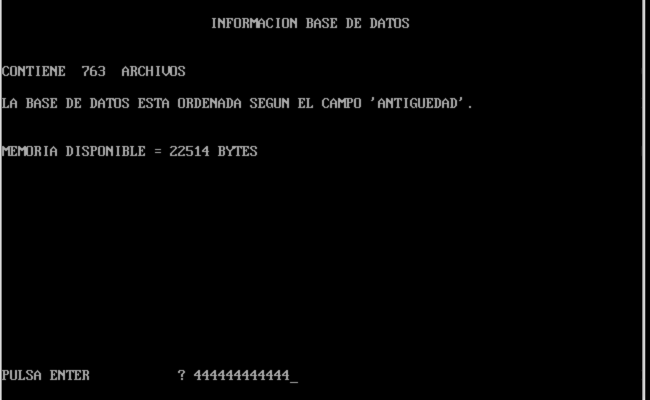 INFORMACION BASE DE DATOS
CONTIENE 763 ARCHIVOS
LA BASE DE DATOS ESTA ORDENADA SEGUN EL CAMPO 'ANTIGUEDAD'.
MEMORIA DISPONIBLE = 22514 BYTES
PULSA ENTER ? 444444444444_